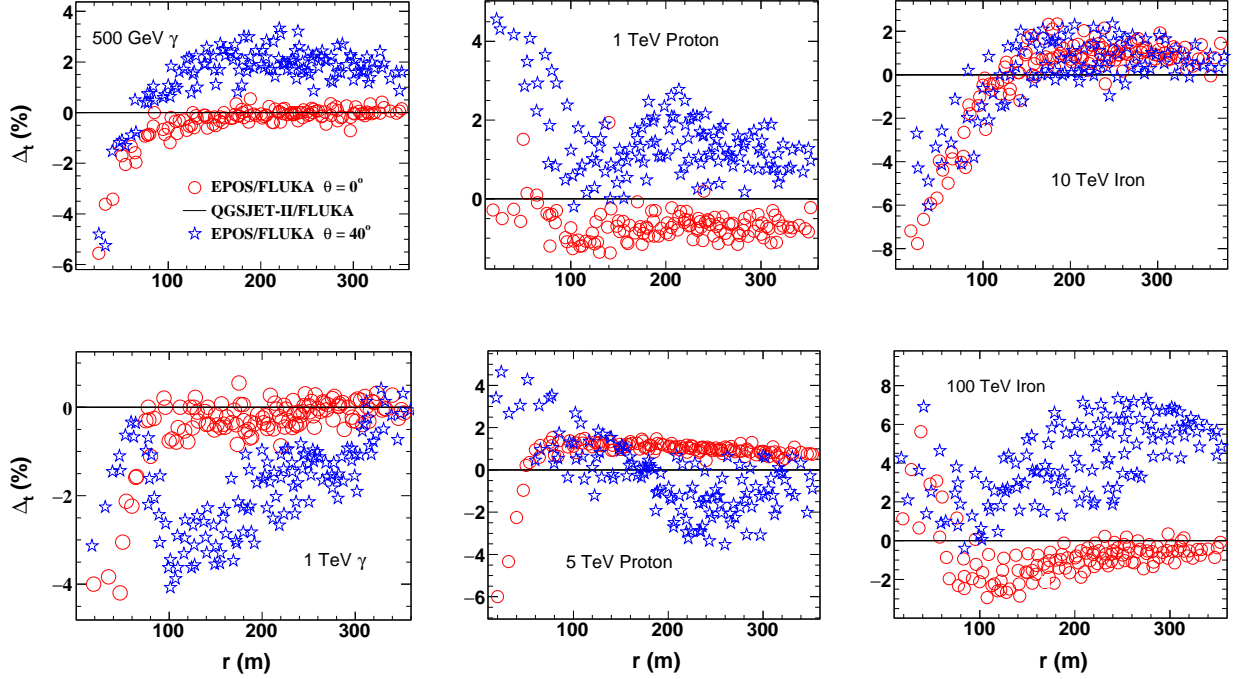 4
2
0
−2
−4
−6
Δt (%)
500 GeV γ
EPOS/FLUKA θ = 0°
QGSJET-II/FLUKA
EPOS/FLUKA θ = 40°
100 200 300
4
2
0
1 TeV Proton
100 200 300
2
0
−2
−4
−6
−8
10 TeV Iron
100 200 300
0
−2
−4
Δt (%)
1 TeV γ
100 200 300
r (m)
4
2
0
−2
−4
−6
5 TeV Proton
100 200 300
r (m)
8
6
4
2
0
−2
100 TeV Iron
100 200 300
r (m)